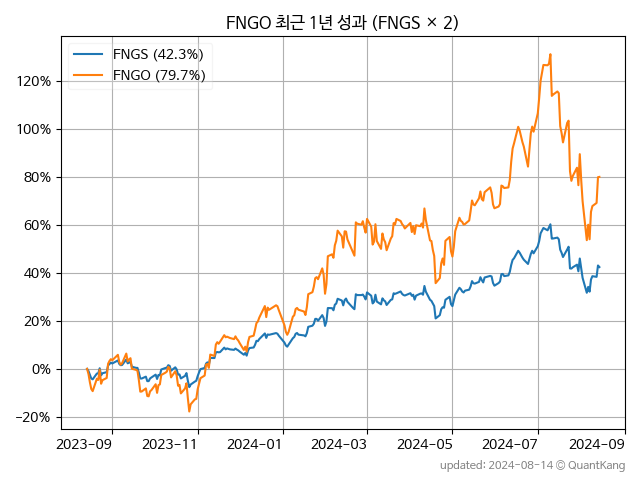 FNGO 최근 1년 성과 (FNGS × 2)
FNGS (42.3%)
FNGO (79.7%)
120%
100%
80%
60%
40%
20%
0%
−20%
2023-09 2023-11 2024-01 2024-03 2024-05 2024-07 2024-09
updated: 2024-08-14 @ QuantKang